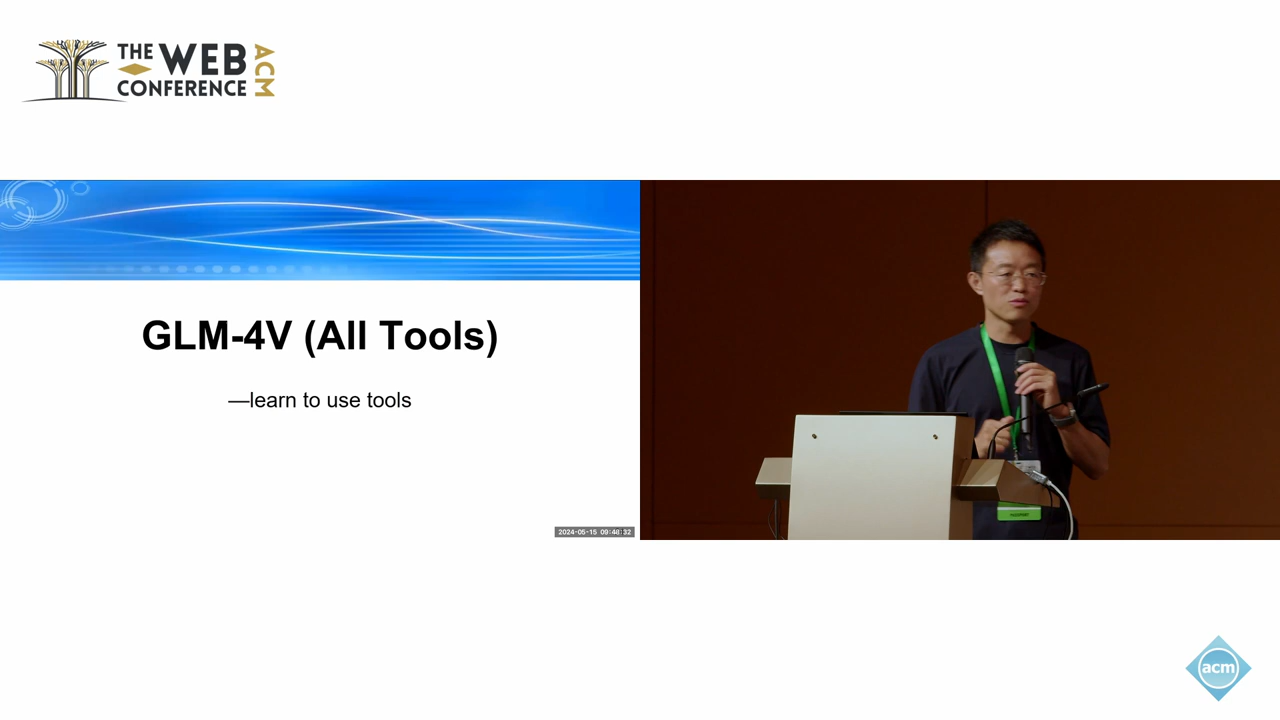 THE WEB
CONFERENCE
ACM
GLM-4V (All Tools)
—learn to use tools
2024-05-15 09:48:32
acm